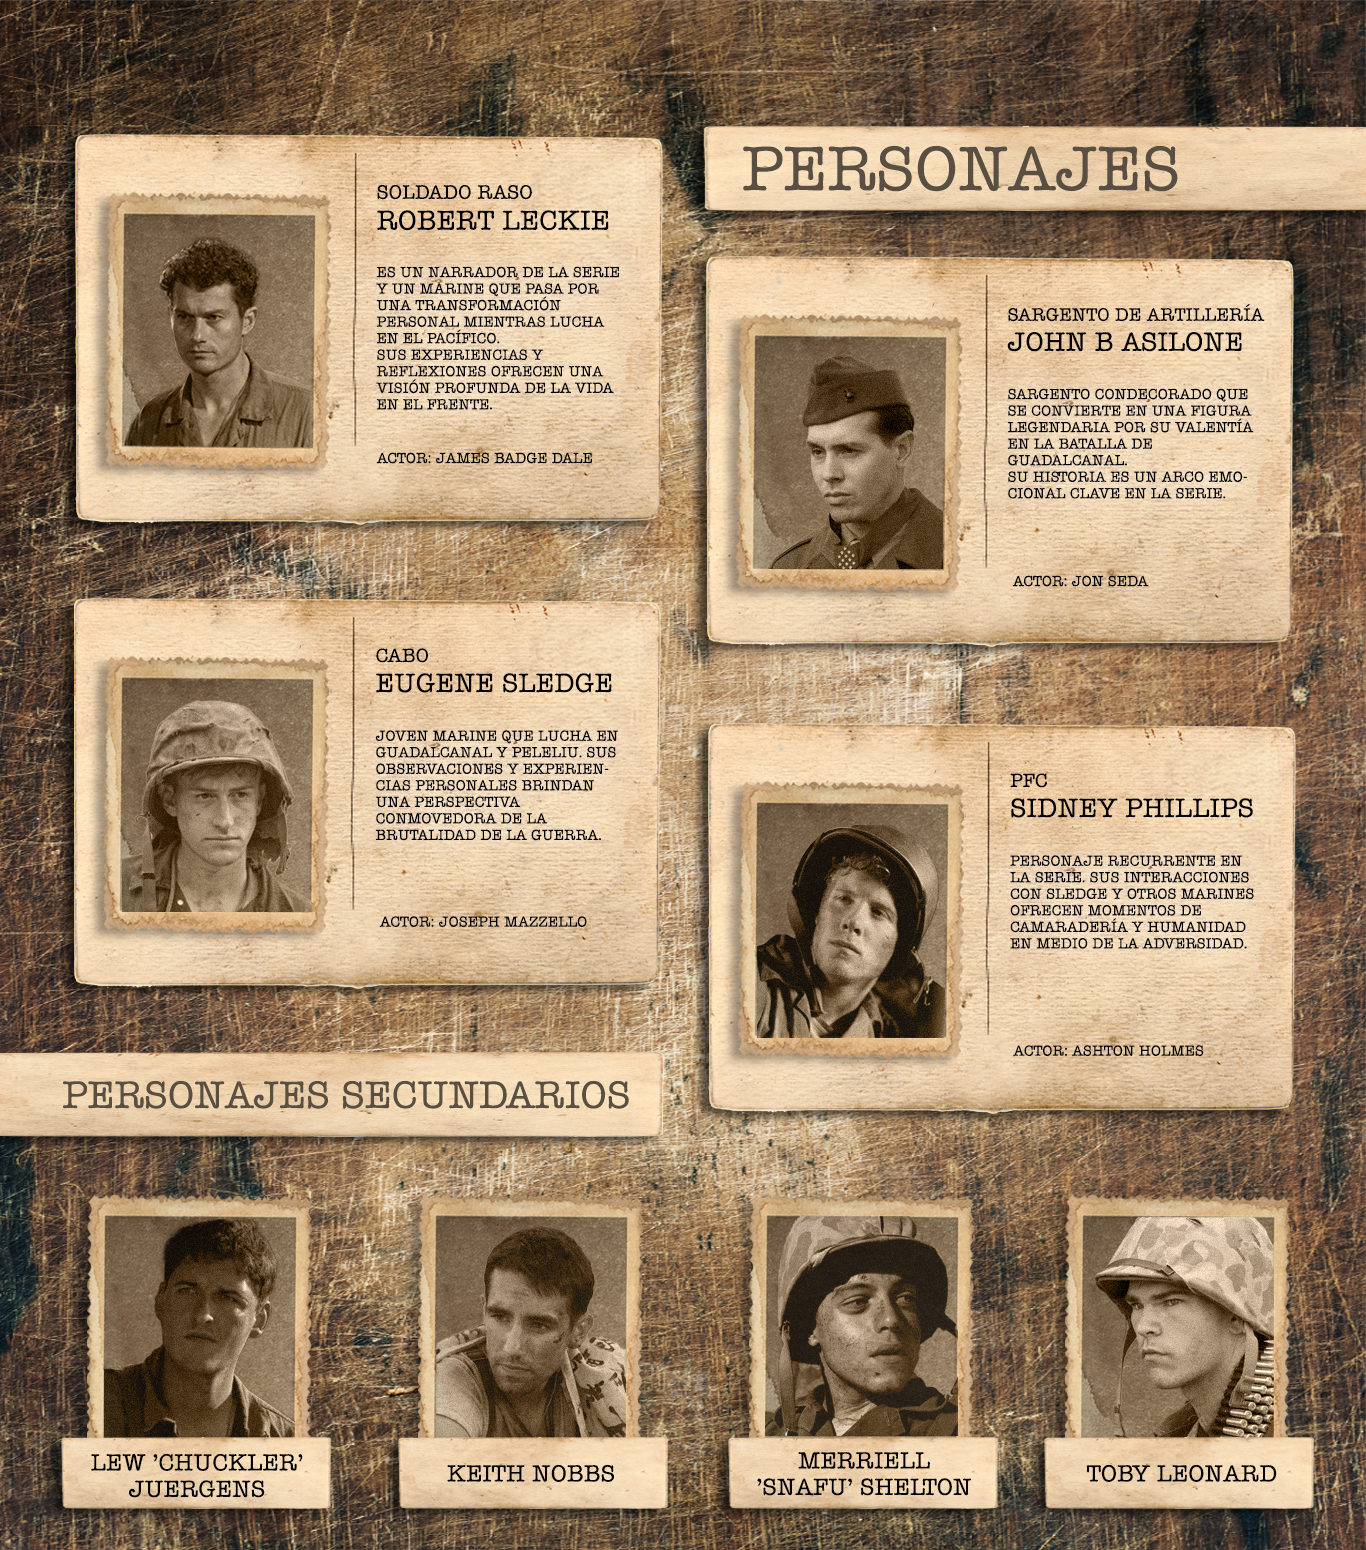 PERSONAJES
SOLDADO RASO
ROBERT LECKIE
ES UN NARRADOR DE LA SERIE
Y UN MARINE QUE PASA POR
UNA TRANSFORMACIÓN
PERSONAL MIENTRAS LUCHA
EN EL PACÍFICO.
SUS EXPERIENCIAS Y
REFLEXIONES OFRECEN UNA
VISIÓN PROFUNDA DE LA VIDA
EN EL FRENTE.
ACTOR: JAMES BADGE DALE
SARGENTO DE ARTILLERÍA
JOHN B ASILONE
SARGENTO CONDECORADO QUE
SE CONVIERTE EN UNA FIGURA
LEGENDARIA POR SU VALENTÍA
EN LA BATALLA DE
GUADALCANAL.
SU HISTORIA ES UN ARCO EMO-
CIONAL CLAVE EN LA SERIE.
ACTOR: JON SEDA
CABO
EUGENE SLEDGE
JOVEN MARINE QUE LUCHA EN
GUADALCANAL Y PELELIU. SUS
OBSERVACIONES Y EXPERIEN-
CIAS PERSONALES BRINDAN
UNA PERSPECTIVA
CONMOVEDORA DE LA
BRUTALIDAD DE LA GUERRA.
ACTOR: JOSEPH MAZZELLO
PFC
SIDNEY PHILLIPS
PERSONAJE RECURRENTE EN
LA SERIE. SUS INTERACCIONES
CON SLEDGE Y OTROS MARINES
OFRECEN MOMENTOS DE
CAMARADERÍA Y HUMANIDAD
EN MEDIO DE LA ADVERSIDAD.
ACTOR: ASHTON HOLMES
PERSONAJES SECUNDARIOS
LEW 'CHUCKLER'
JUERGENS
KEITH NOBBS
MERRIELL
'SNAFU' SHELTON
TOBY LEONARD